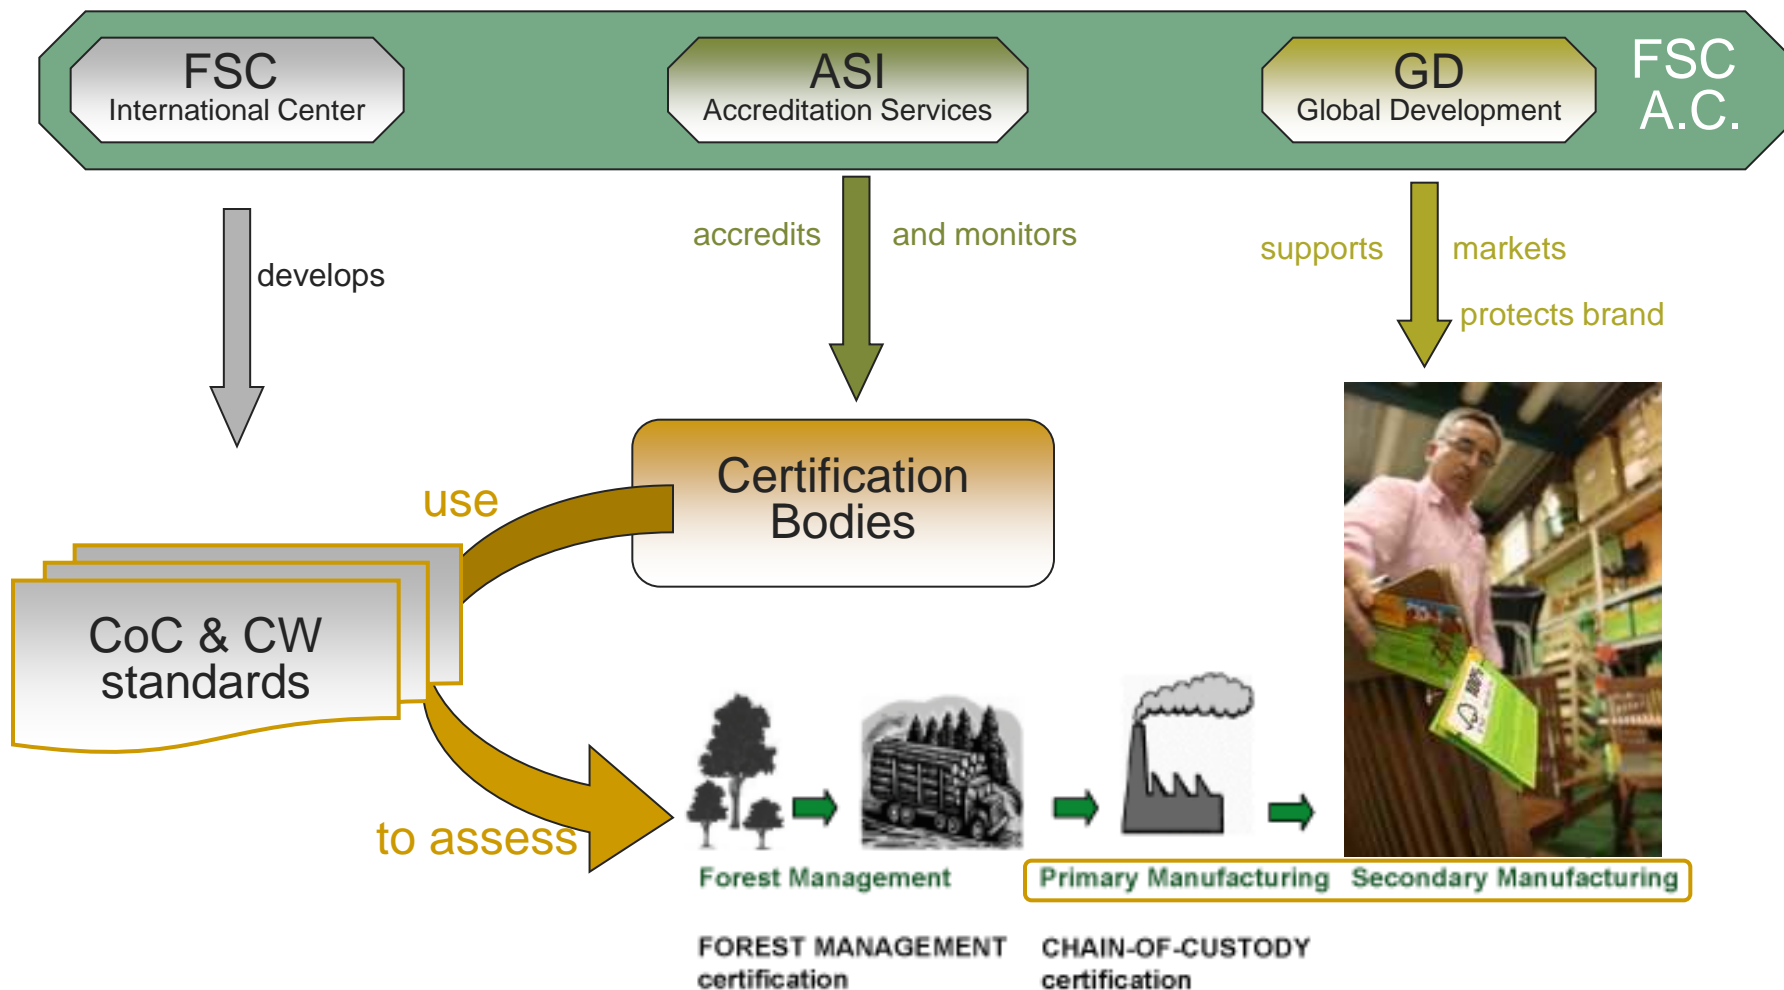 FSC
International Center
ASI
Accreditation Services
GD
Global Development
FSC
A.C.
develops
accredits and monitors
supports markets
protects brand
Certification
Bodies
use
CoC & CW
standards
to assess
100%
Forest Management
Primary Manufacturing Secondary Manufacturing
FOREST MANAGEMENT
certification
CHAIN-OF-CUSTODY
certification